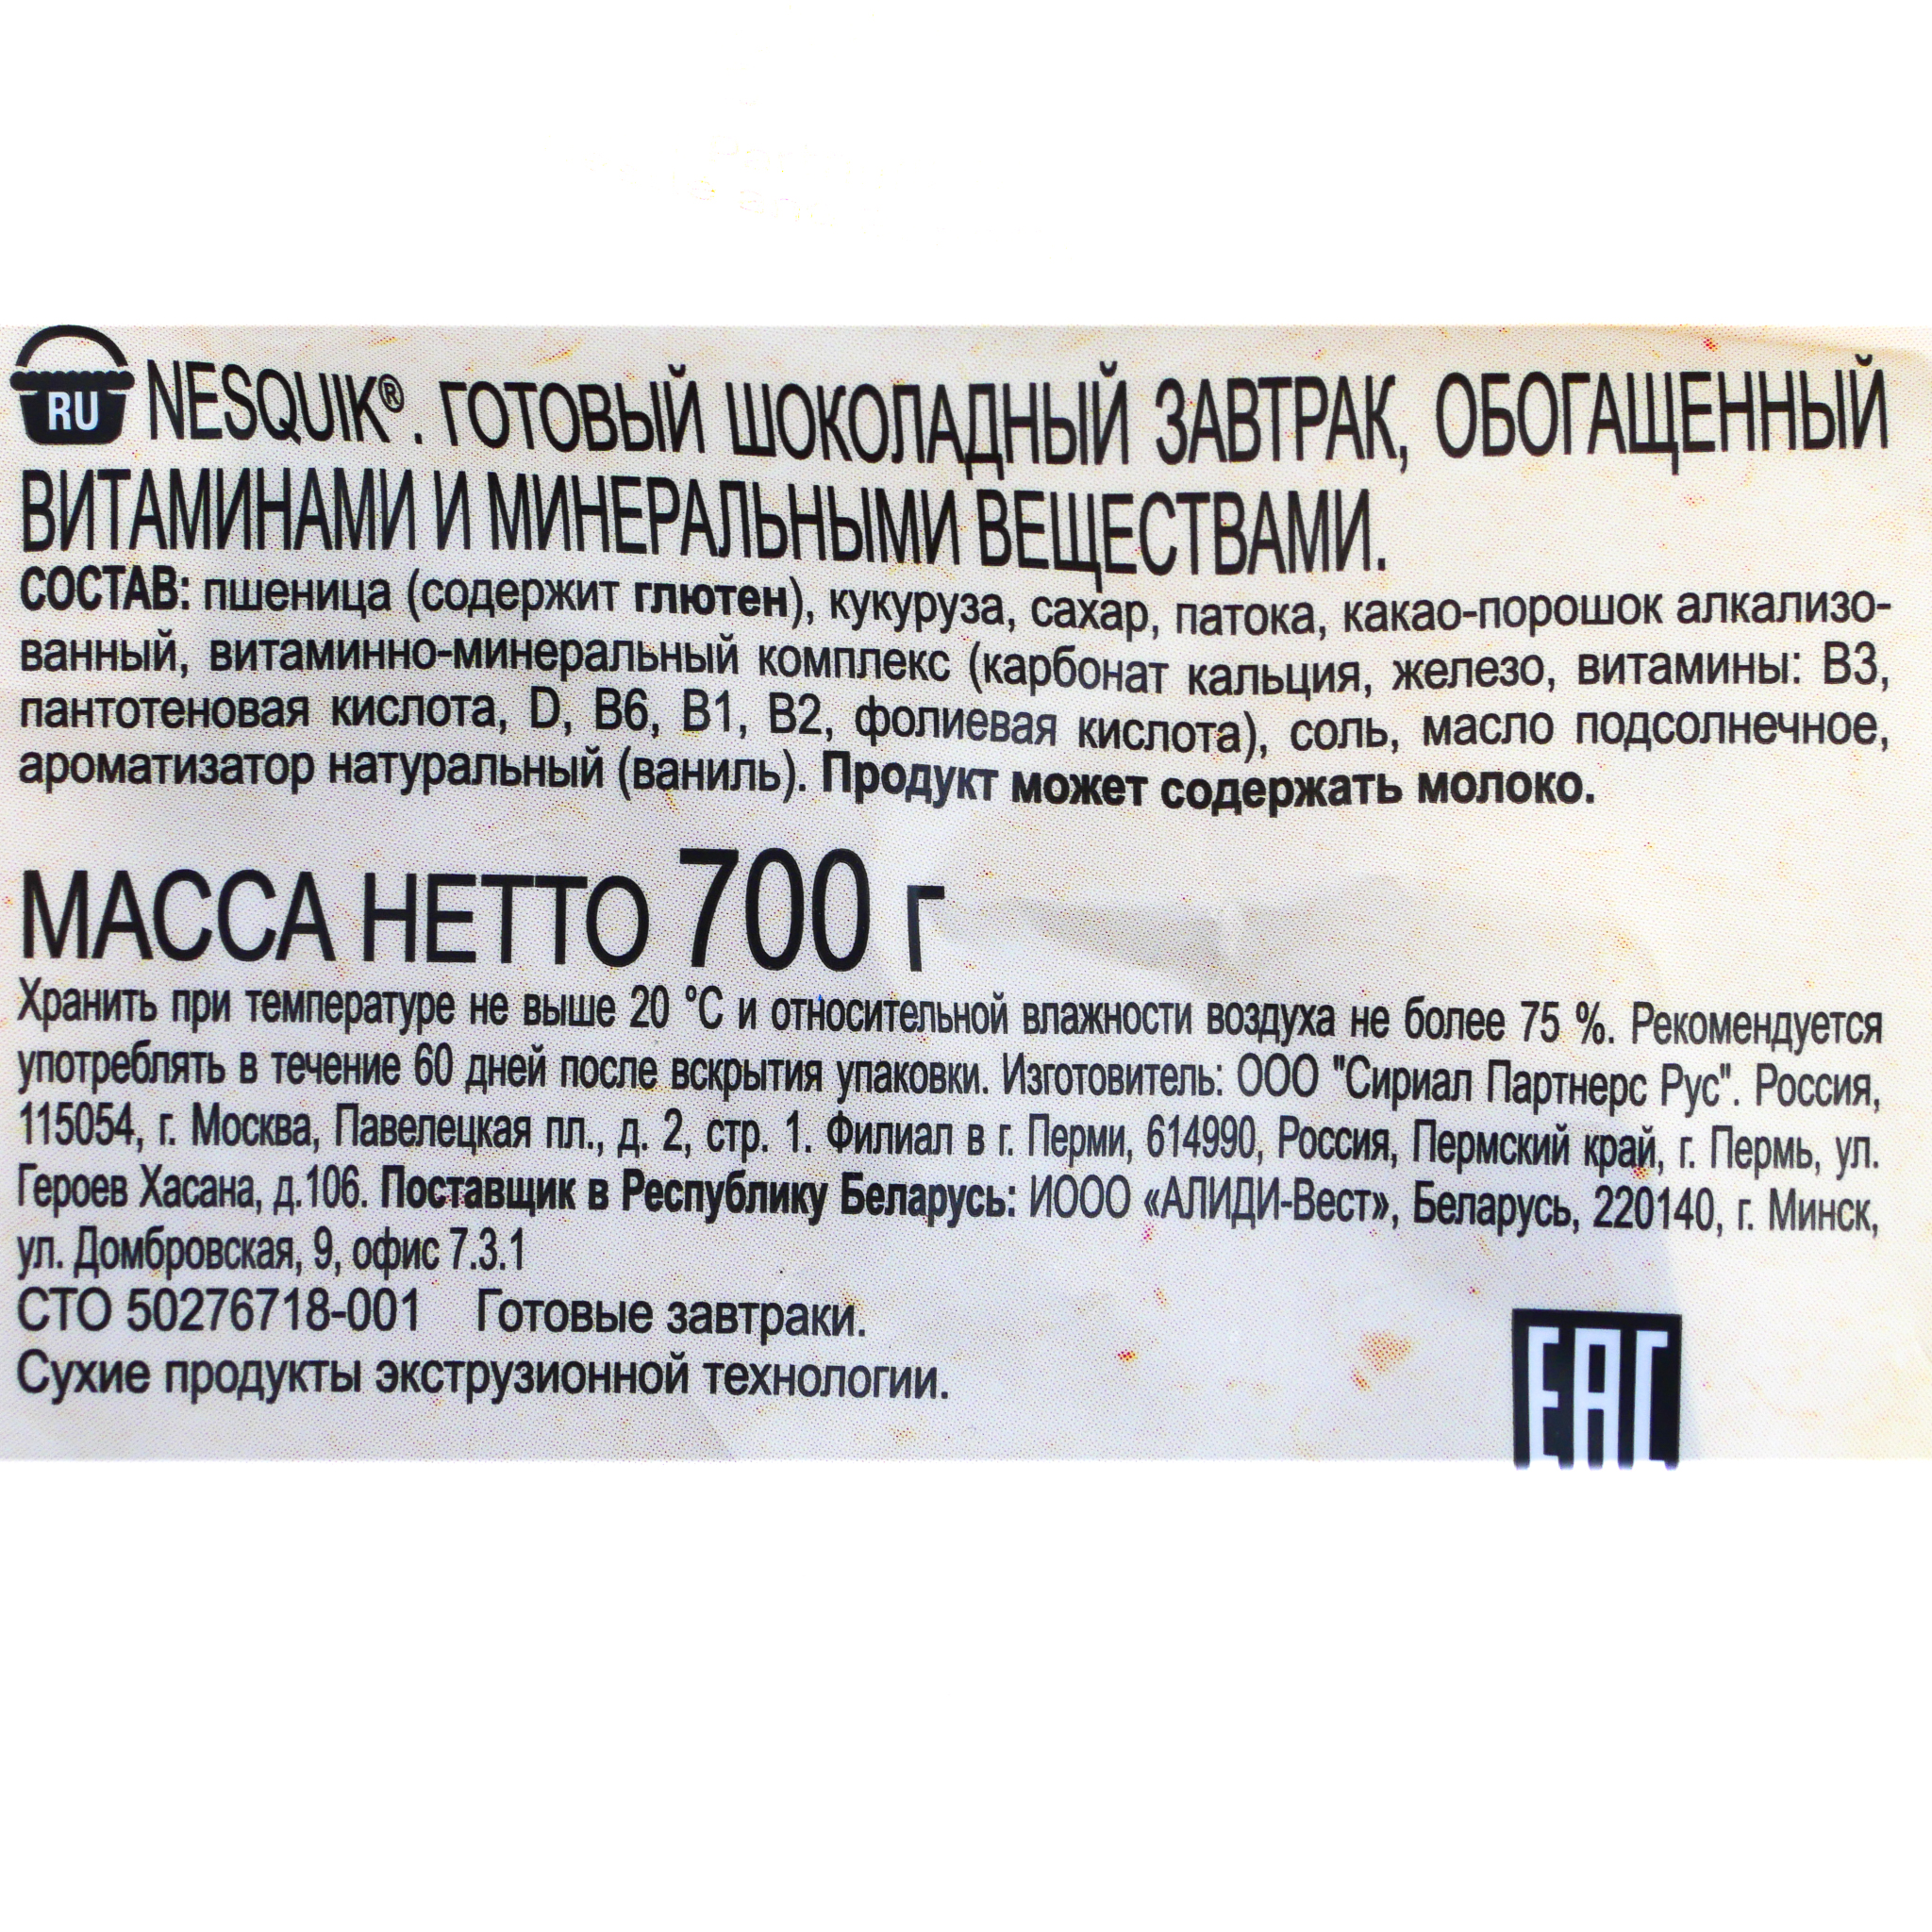 RU NESQUIK®. ГОТОВЫЙ ШОКОЛАДНЫЙ ЗАВТРАК, ОБОГАЩЕННЫЙ
ВИТАМИНАМИ И МИНЕРАЛЬНЫМИ ВЕЩЕСТВАМИ.
СОСТАВ: пшеница (содержит глютен), кукуруза, сахар, патока, какао-порошок алкализо-
ванный, витаминно-минеральный комплекс (карбонат кальция, железо, витамины: B3,
пантотеновая кислота, D, B6, B1, B2, фолиевая кислота), соль, масло подсолнечное,
ароматизатор натуральный (ваниль). Продукт может содержать молоко.
МАССА НЕТТО 700 г
Хранить при температуре не выше 20 °C и относительной влажности воздуха не более 75 %. Рекомендуется
употреблять в течение 60 дней после вскрытия упаковки. Изготовитель: ООО "Сириал Партнерс Рус". Россия,
115054, г. Москва, Павелецкая пл., д. 2, стр. 1. Филиал в г. Перми, 614990, Россия, Пермский край, г. Пермь, ул.
Героев Хасана, д.106. Поставщик в Республику Беларусь: ИООО «АЛИДИ-Вест», Беларусь, 220140, г. Минск,
ул. Домбровская, 9, офис 7.3.1
СТО 50276718-001 Готовые завтраки.
Сухие продукты экструзионной технологии.
EAC